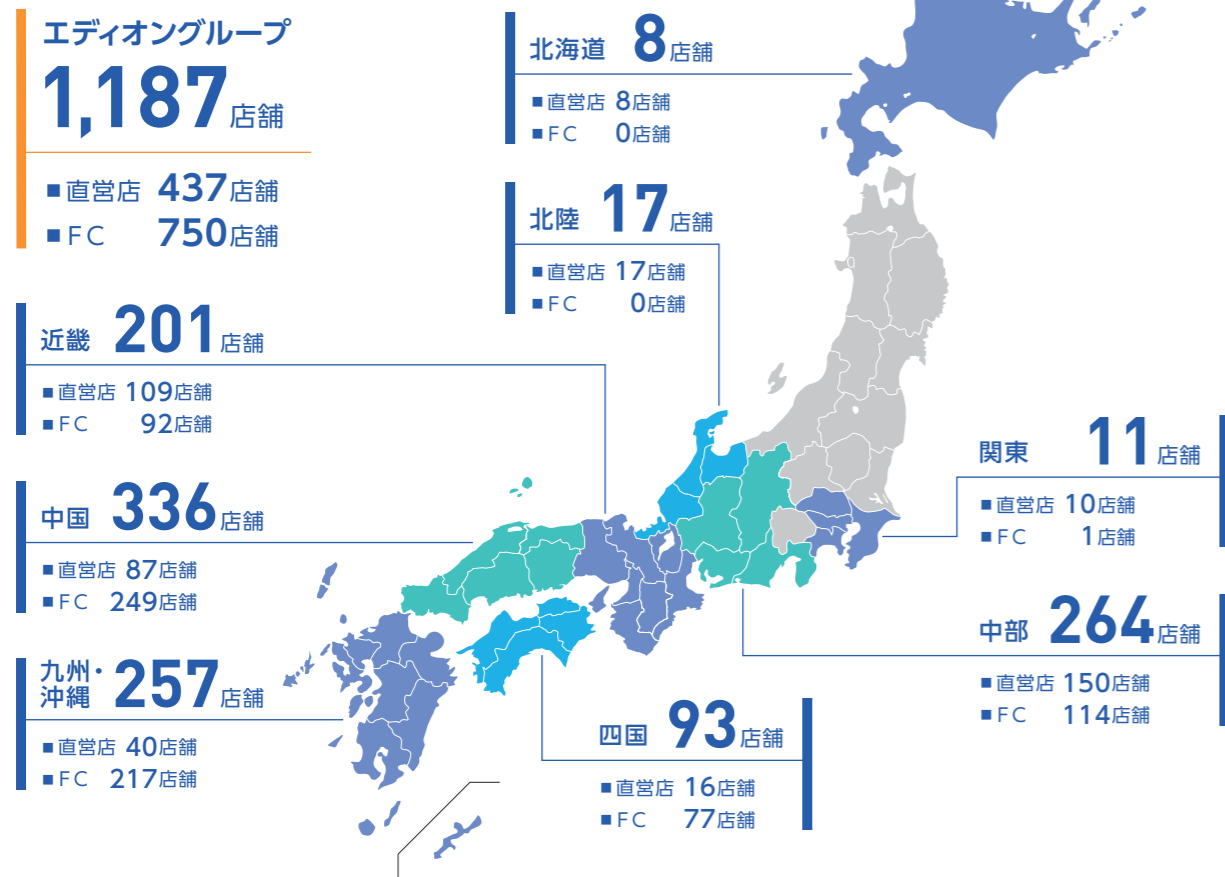 エディオングループ
1,187店舗
■直営店 437店舗
■FC 750店舗
北海道 8店舗
■直営店 8店舗
■FC 0店舗
北陸 17店舗
■直営店 17店舗
■FC 0店舗
近畿 201店舗
■直営店 109店舗
■FC 92店舗
中国 336店舗
■直営店 87店舗
■FC 249店舗
九州・
沖縄 257店舗
■直営店 40店舗
■FC 217店舗
関東 11店舗
■直営店 10店舗
■FC 1店舗
中部 264店舗
■直営店 150店舗
■FC 114店舗
四国 93店舗
■直営店 16店舗
■FC 77店舗